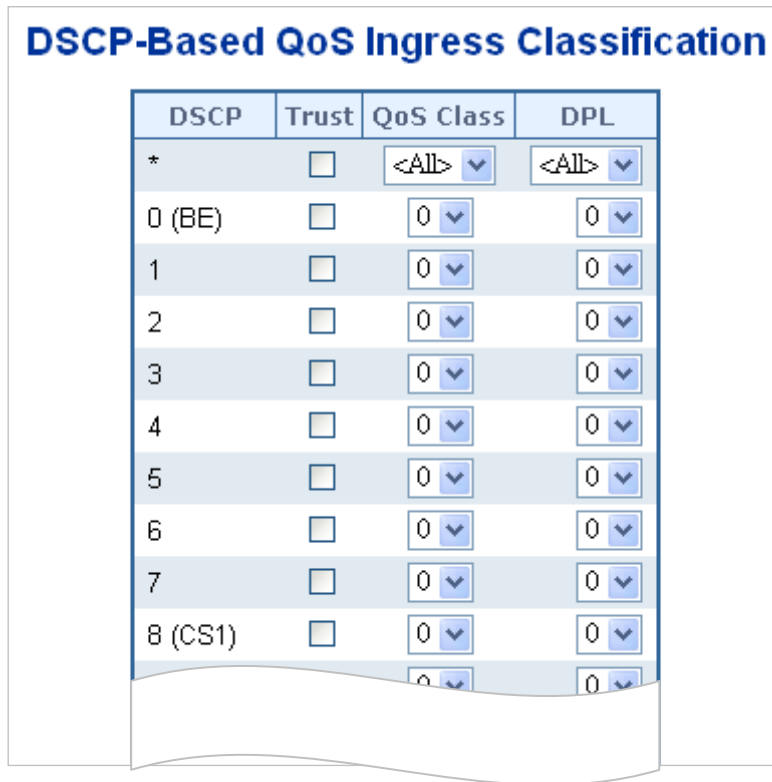 DSCP-Based QoS Ingress Classification
DSCP Trust QoS Class DPL
* <All> <All>
0 (BE) 0 0
1 0 0
2 0 0
3 0 0
4 0 0
5 0 0
6 0 0
7 0 0
8 (CS1) 0 0
0 0